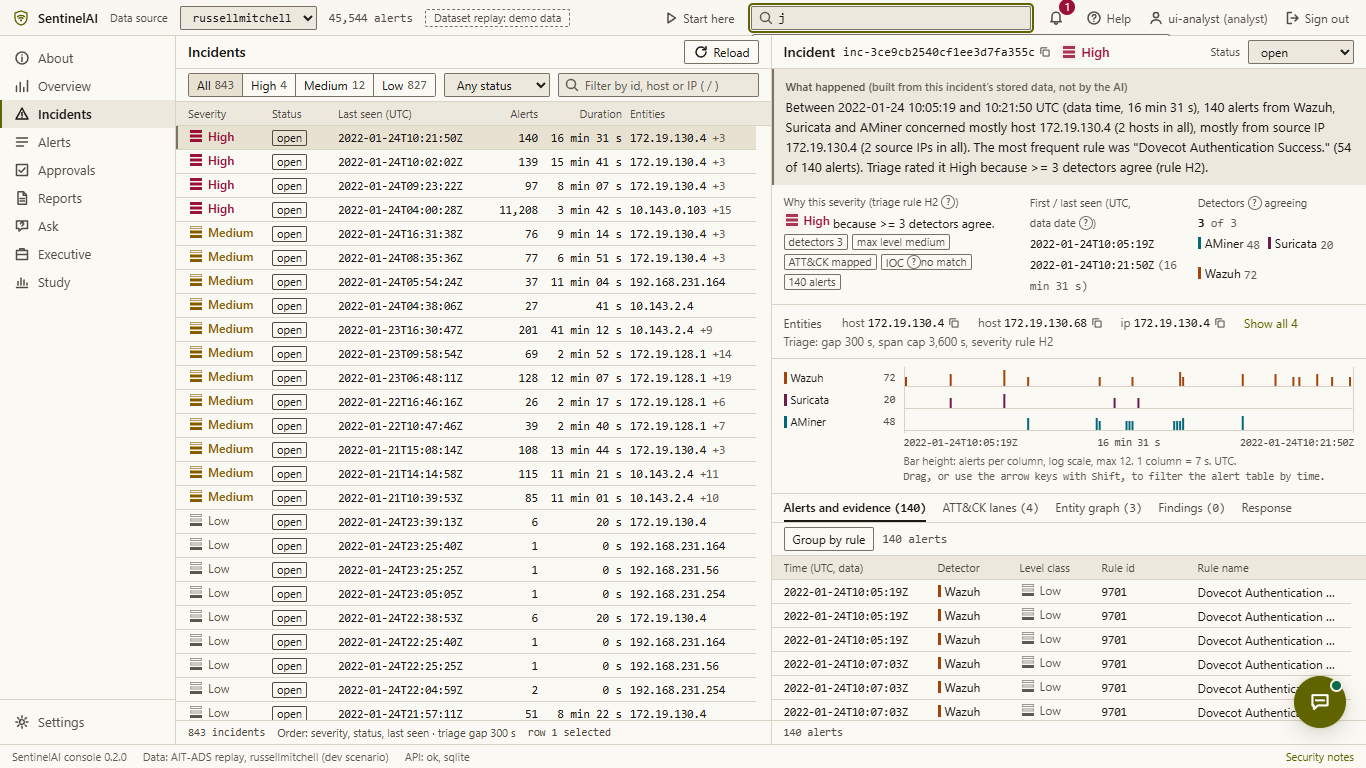 SentinelAI Data source russellmitchell 45,544 alerts Dataset replay: demo data Start here j 1 Help ui-analyst (analyst) Sign out
About
Overview
Incidents
Alerts
Approvals
Reports
Ask
Executive
Study
Settings
Incidents Reload
All 843 High 4 Medium 12 Low 827 Any status Filter by id, host or IP ( / )
Severity Status Last seen (UTC) Alerts Duration Entities
High open 2022-01-24T10:21:50Z 140 16 min 31 s 172.19.130.4 +3
High open 2022-01-24T10:02:02Z 139 15 min 41 s 172.19.130.4 +3
High open 2022-01-24T09:23:22Z 97 8 min 07 s 172.19.130.4 +3
High open 2022-01-24T04:00:28Z 11,208 3 min 42 s 10.143.0.103 +15
Medium open 2022-01-24T16:31:38Z 76 9 min 14 s 172.19.130.4 +3
Medium open 2022-01-24T08:35:36Z 77 6 min 51 s 172.19.130.4 +3
Medium open 2022-01-24T05:54:24Z 37 11 min 04 s 192.168.231.164
Medium open 2022-01-24T04:38:06Z 27 41 s 10.143.2.4
Medium open 2022-01-23T16:30:47Z 201 41 min 12 s 10.143.2.4 +9
Medium open 2022-01-23T09:58:54Z 69 2 min 52 s 172.19.128.1 +14
Medium open 2022-01-23T06:48:11Z 128 12 min 07 s 172.19.128.1 +19
Medium open 2022-01-22T16:46:16Z 26 2 min 17 s 172.19.128.1 +6
Medium open 2022-01-22T10:47:46Z 39 2 min 40 s 172.19.128.1 +7
Medium open 2022-01-21T15:08:14Z 108 13 min 44 s 172.19.130.4 +3
Medium open 2022-01-21T14:14:58Z 115 11 min 21 s 10.143.2.4 +11
Medium open 2022-01-21T10:39:53Z 85 11 min 01 s 10.143.2.4 +10
Low open 2022-01-24T23:39:13Z 6 20 s 172.19.130.4
Low open 2022-01-24T23:25:40Z 1 0 s 192.168.231.164
Low open 2022-01-24T23:25:25Z 1 0 s 192.168.231.56
Low open 2022-01-24T23:05:05Z 1 0 s 192.168.231.254
Low open 2022-01-24T22:38:53Z 6 20 s 172.19.130.4
Low open 2022-01-24T22:25:40Z 1 0 s 192.168.231.164
Low open 2022-01-24T22:25:25Z 1 0 s 192.168.231.56
Low open 2022-01-24T22:04:59Z 2 0 s 192.168.231.254
Low open 2022-01-24T21:57:11Z 51 8 min 22 s 172.19.130.4
843 incidents Order: severity, status, last seen · triage gap 300 s row 1 selected
Incident inc-3ce9cb2540cf1ee3d7fa355c High Status open
What happened (built from this incident's stored data, not by the AI)
Between 2022-01-24 10:05:19 and 10:21:50 UTC (data time, 16 min 31 s), 140 alerts from Wazuh,
Suricata and AMiner concerned mostly host 172.19.130.4 (2 hosts in all), mostly from source IP
172.19.130.4 (2 source IPs in all). The most frequent rule was "Dovecot Authentication Success." (54
of 140 alerts). Triage rated it High because >= 3 detectors agree (rule H2).
Why this severity (triage rule H2 ?)
High because >= 3 detectors agree.
detectors 3 max level medium
ATT&CK mapped IOC ? no match
140 alerts
First / last seen (UTC,
data date ?)
2022-01-24T10:05:19Z
2022-01-24T10:21:50Z (16
min 31 s)
Detectors ? agreeing
3 of 3
AMiner 48 Suricata 20
Wazuh 72
Entities host 172.19.130.4 host 172.19.130.68 ip 172.19.130.4 Show all 4
Triage: gap 300 s, span cap 3,600 s, severity rule H2
Wazuh 72
Suricata 20
AMiner 48
2022-01-24T10:05:19Z 16 min 31 s 2022-01-24T10:21:50Z
Bar height: alerts per column, log scale, max 12. 1 column = 7 s. UTC.
Drag, or use the arrow keys with Shift, to filter the alert table by time.
Alerts and evidence (140) ATT&CK lanes (4) Entity graph (3) Findings (0) Response
Group by rule 140 alerts
Time (UTC, data) Detector Level class Rule id Rule name
2022-01-24T10:05:19Z Wazuh Low 9701 Dovecot Authentication ...
2022-01-24T10:05:19Z Wazuh Low 9701 Dovecot Authentication ...
2022-01-24T10:05:19Z Wazuh Low 9701 Dovecot Authentication ...
2022-01-24T10:07:03Z Wazuh Low 9701 Dovecot Authentication ...
2022-01-24T10:07:03Z Wazuh Low 9701 Dovecot Authentic
2022-01-24T10:07:03Z Wazuh Low 9701 Dovecot Authentic
140 alerts
SentinelAI console 0.2.0 Data: AIT-ADS replay, russellmitchell (dev scenario) API: ok, sqlite Security notes